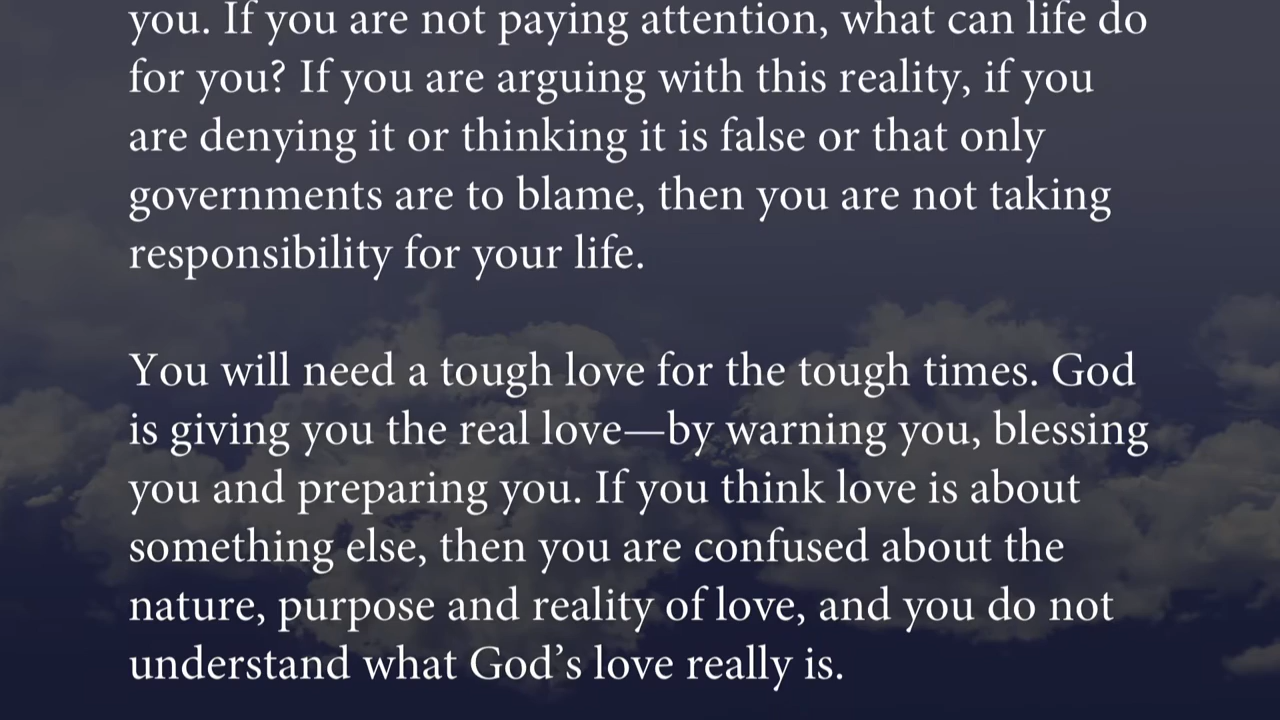 you. If you are not paying attention, what can life do
for you? If you are arguing with this reality, if you
are denying it or thinking it is false or that only
governments are to blame, then you are not taking
responsibility for your life.
You will need a tough love for the tough times. God
is giving you the real love—by warning you, blessing
you and preparing you. If you think love is about
something else, then you are confused about the
nature, purpose and reality of love, and you do not
understand what God’s love really is.